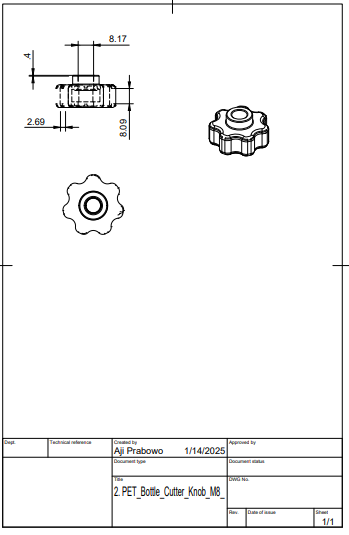 8.17
.4
2.69
8.09
Dept.
Technical reference
Created by
Approved by
Aji Prabowo 1/14/2025
Document type
Document status
Title
DWG No.
2. PET_Bottle_Cutter_Knob_M8_
Rev.
Date of issue
Sheet
1/1